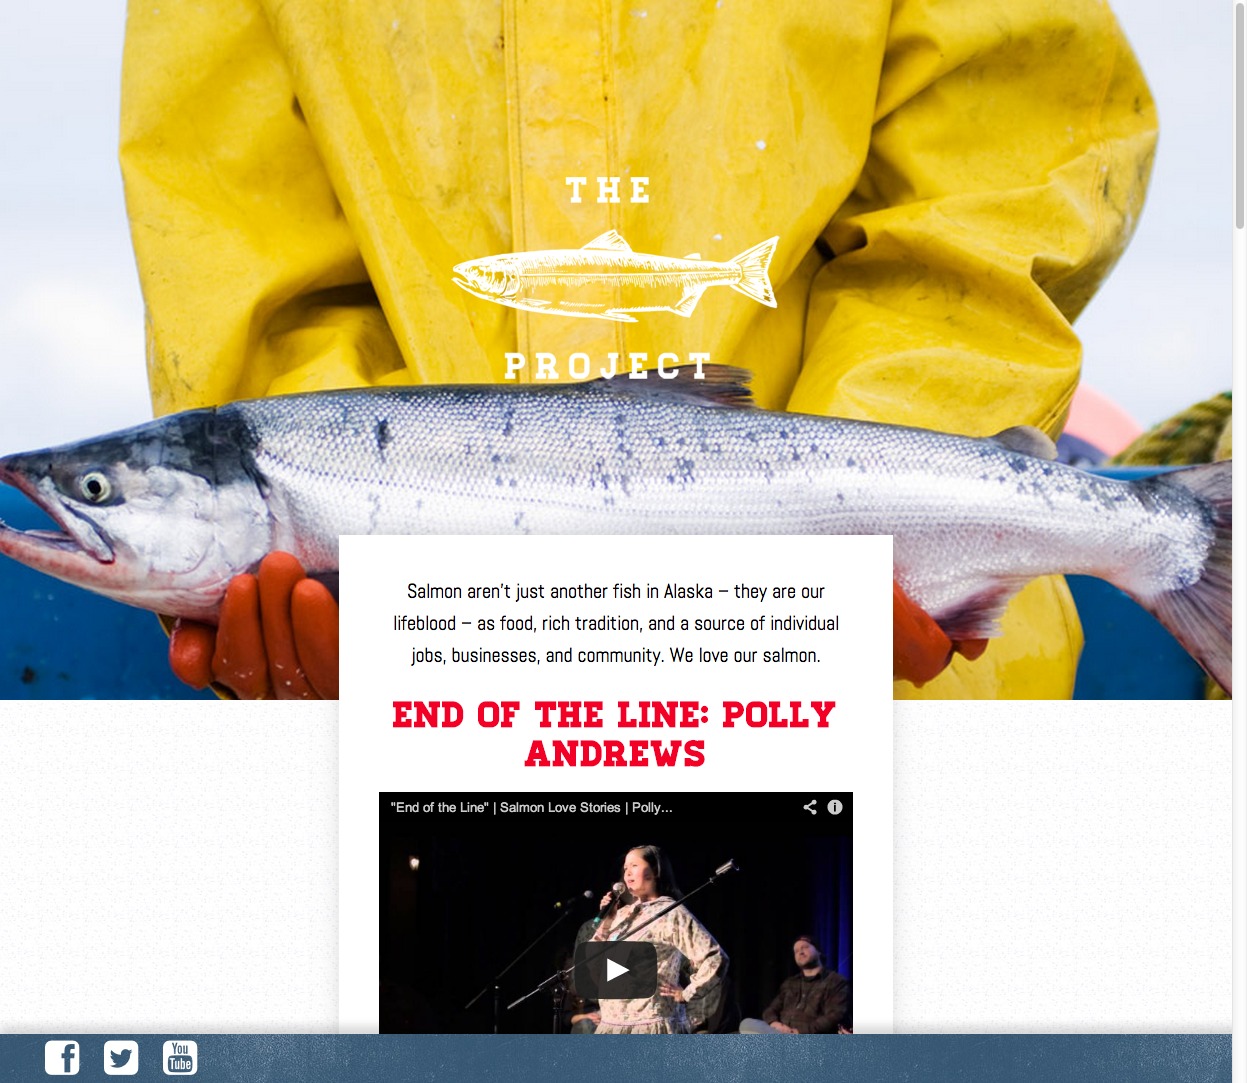 THE
PROJECT
Salmon aren't just another fish in Alaska – they are our
lifeblood – as food, rich tradition, and a source of individual
jobs, businesses, and community. We love our salmon.
END OF THE LINE: POLLY
ANDREWS
"End of the Line" | Salmon Love Stories | Polly...
You
Tube